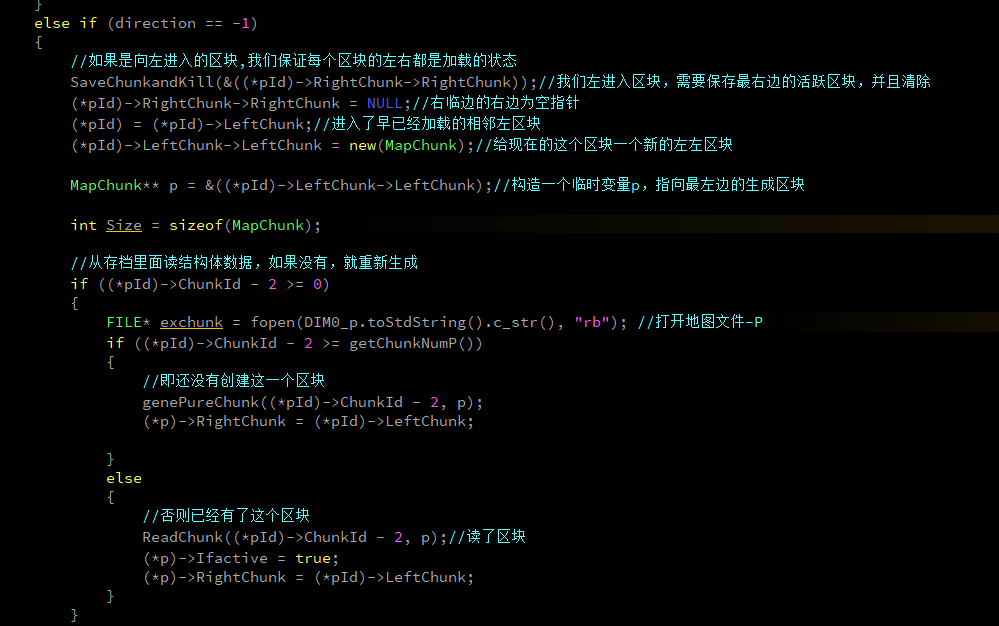 }
else if (direction == -1)
{
//如果是向左进入的区块,我们保证每个区块的左右都是加载的状态
SaveChunkandKill(&((*pId)->RightChunk->RightChunk));//我们左进入区块，需要保存最右边的活跃区块，并且清除
(*pId)->RightChunk->RightChunk = NULL;//右临边的右边为空指针
(*pId) = (*pId)->LeftChunk;//进入了早已经加载的相邻左区块
(*pId)->LeftChunk->LeftChunk = new(MapChunk);//给现在的这个区块一个新的左左区块
MapChunk** p = &((*pId)->LeftChunk->LeftChunk);//构造一个临时变量p，指向最左边的生成区块
int Size = sizeof(MapChunk);
//从存档里面读结构体数据，如果没有，就重新生成
if ((*pId)->ChunkId - 2 >= 0)
{
FILE* exchunk = fopen(DIM0_p.toStdString().c_str(), "rb"); //打开地图文件-P
if ((*pId)->ChunkId - 2 >= getChunkNumP())
{
//即还没有创建这一个区块
genePureChunk((*pId)->ChunkId - 2, p);
(*p)->RightChunk = (*pId)->LeftChunk;
}
else
{
//否则已经有了这个区块
ReadChunk((*pId)->ChunkId - 2, p);//读了区块
(*p)->Ifactive = true;
(*p)->RightChunk = (*pId)->LeftChunk;
}
}